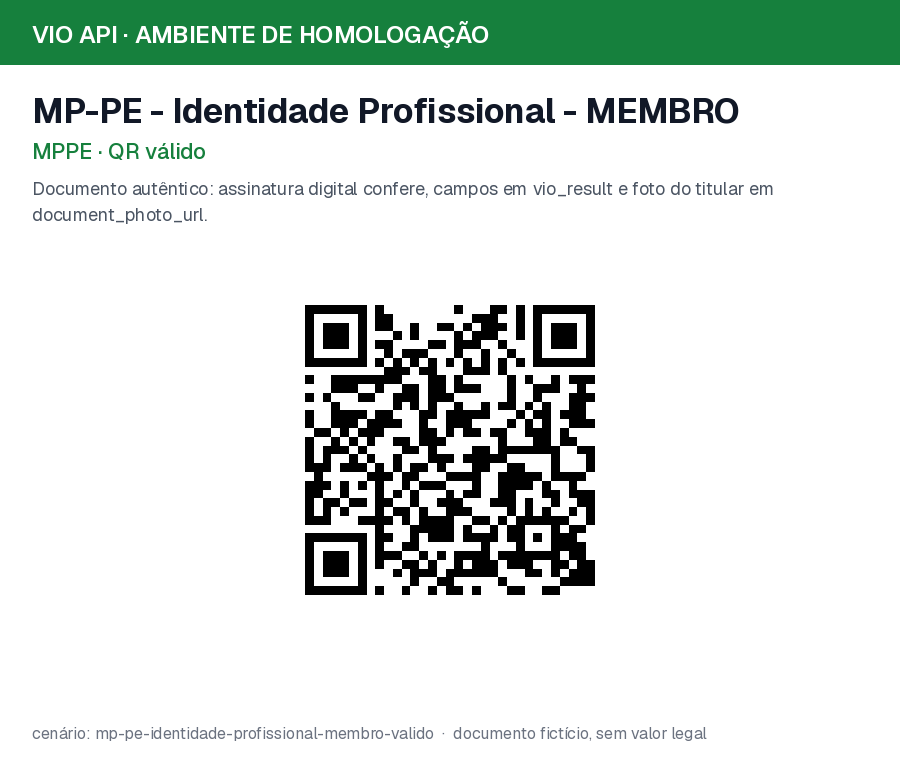 VIO API · AMBIENTE DE HOMOLOGAÇÃO
MP-PE - Identidade Profissional - MEMBRO
MPPE · QR válido
Documento autêntico: assinatura digital confere, campos em vio_result e foto do titular em
document_photo_url.
cenário: mp-pe-identidade-profissional-membro-valido · documento fictício, sem valor legal